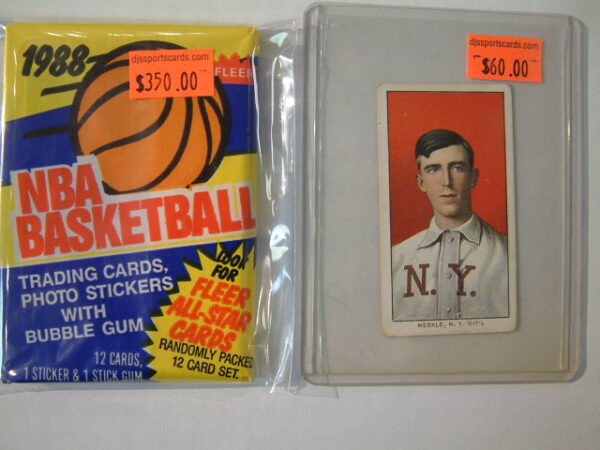 1988
djssportscards.com
$350.00
FLEER
NBA
BASKETBALL
TRADING CARDS,
PHOTO STICKERS
WITH
BUBBLE GUM
12 CARDS,
1 STICKER & 1 STICK GUM
LOOK
FOR
FLEER
ALL-STAR
CARDS
RANDOMLY PACKED
12 CARD SET.
djssportscards.com
$60.00
N. Y.
MERKLE, N. Y. NAT'L